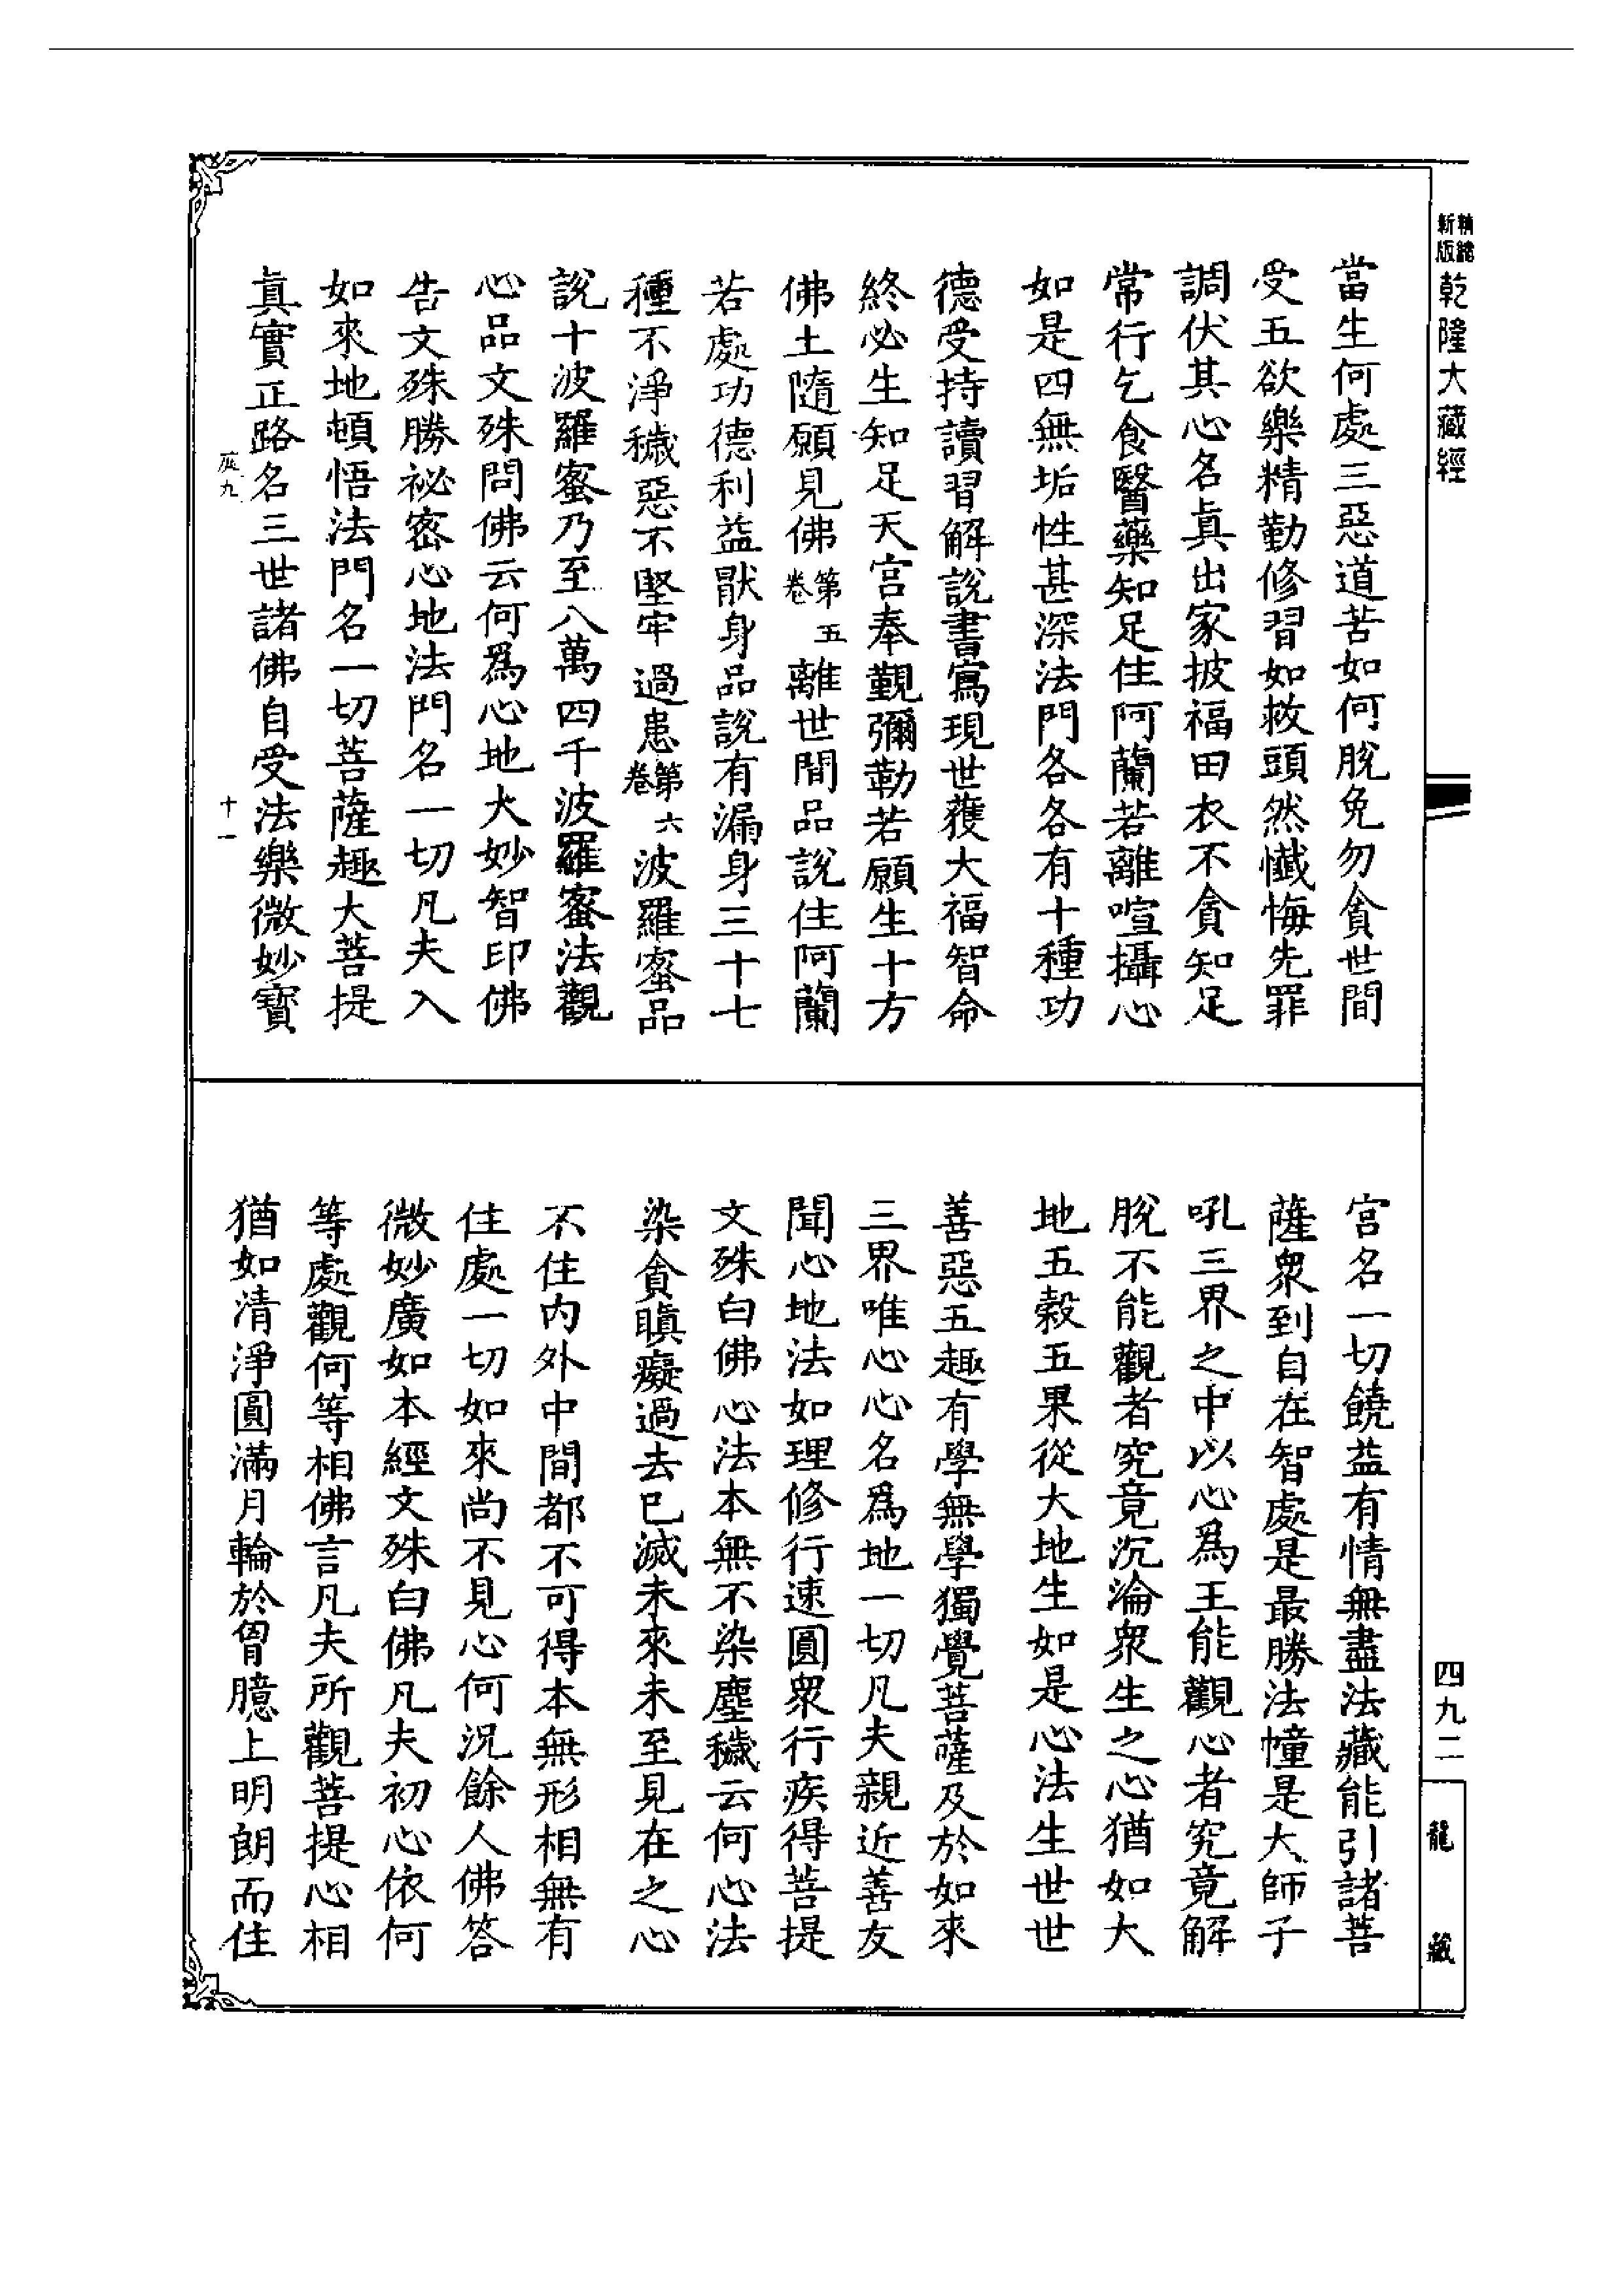 精縮新版乾隆大藏經
當生何處三惡道苦如何脫免勿貪世間
受五欲樂精勤修習如救頭然懺悔先罪
調伏其心名眞出家披福田衣不貪知足
常行乞食醫藥知足住阿蘭若離喧攝心
如是四無垢性甚深法門各各有十種功
德受持讀習解說書寫現世獲大福智命
終必生知足天宮奉覲彌勒若願生十方
佛土隨願見佛第五卷離世間品說住阿蘭
若處功德利益猒身品說有漏身三十七
種不淨穢惡不堅牢過患第六卷波羅蜜品
說十波羅蜜乃至八萬四千波羅蜜法觀
心品文殊問佛云何爲心地大妙智印佛
告文殊勝祕密心地法門名一切凡夫入
如來地頓悟法門名一切菩薩趣大菩提
真實正路名三世諸佛自受法樂微妙寶
十一
宮名一切饒益有情無盡法藏能引諸菩
薩衆到自在智處是最勝法幢是大師子
吼三界之中以心爲王能觀心者究竟解
脫不能觀者究竟沉淪衆生之心猶如大
地五穀五果從大地生如是心法生世世
善惡五趣有學無學獨覺菩薩及於如來
三界唯心心名爲地一切凡夫親近善友
聞心地法如理修行速圓衆行疾得菩提
文殊白佛心法本無不染塵穢云何心法
染貪瞋癡過去已滅未來未至見在之心
不住內外中間都不可得本無形相無有
住處一切如來尚不見心何況餘人佛答
微妙廣如本經文殊白佛凡夫初心依何
等處觀何等相佛言凡夫所觀菩提心相
猶如清淨圓滿月輪於胷臆上明朗而住
四九二
龍藏